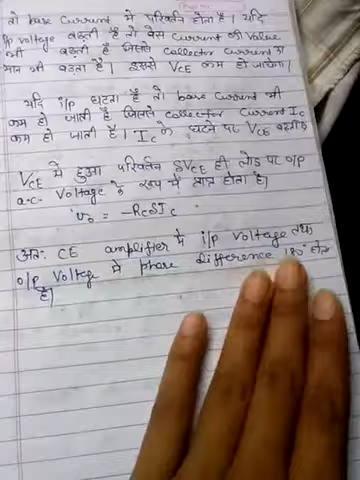 तो base current में परिवर्तन होता है। यदि
i/p voltage बढ़ती है तो बेस current की value
भी बढ़ती है जिससे collector current का
मान भी बढ़ता है। इससे VCE कम हो जायेगा।
यदि i/p घटता है तो base current भी
कम हो जाती है जिससे collector current Ic
कम हो जाती है। Ic के घटने पर VCE
VCE में हुआ परिवर्तन δVCE ही लोड पर o/p
a.c. voltage के रूप में प्राप्त होता है।
v₀ = -RcδIc
अतः CE amplifier में i/p voltage तथा
o/p voltage में phase difference 180° होता
है।